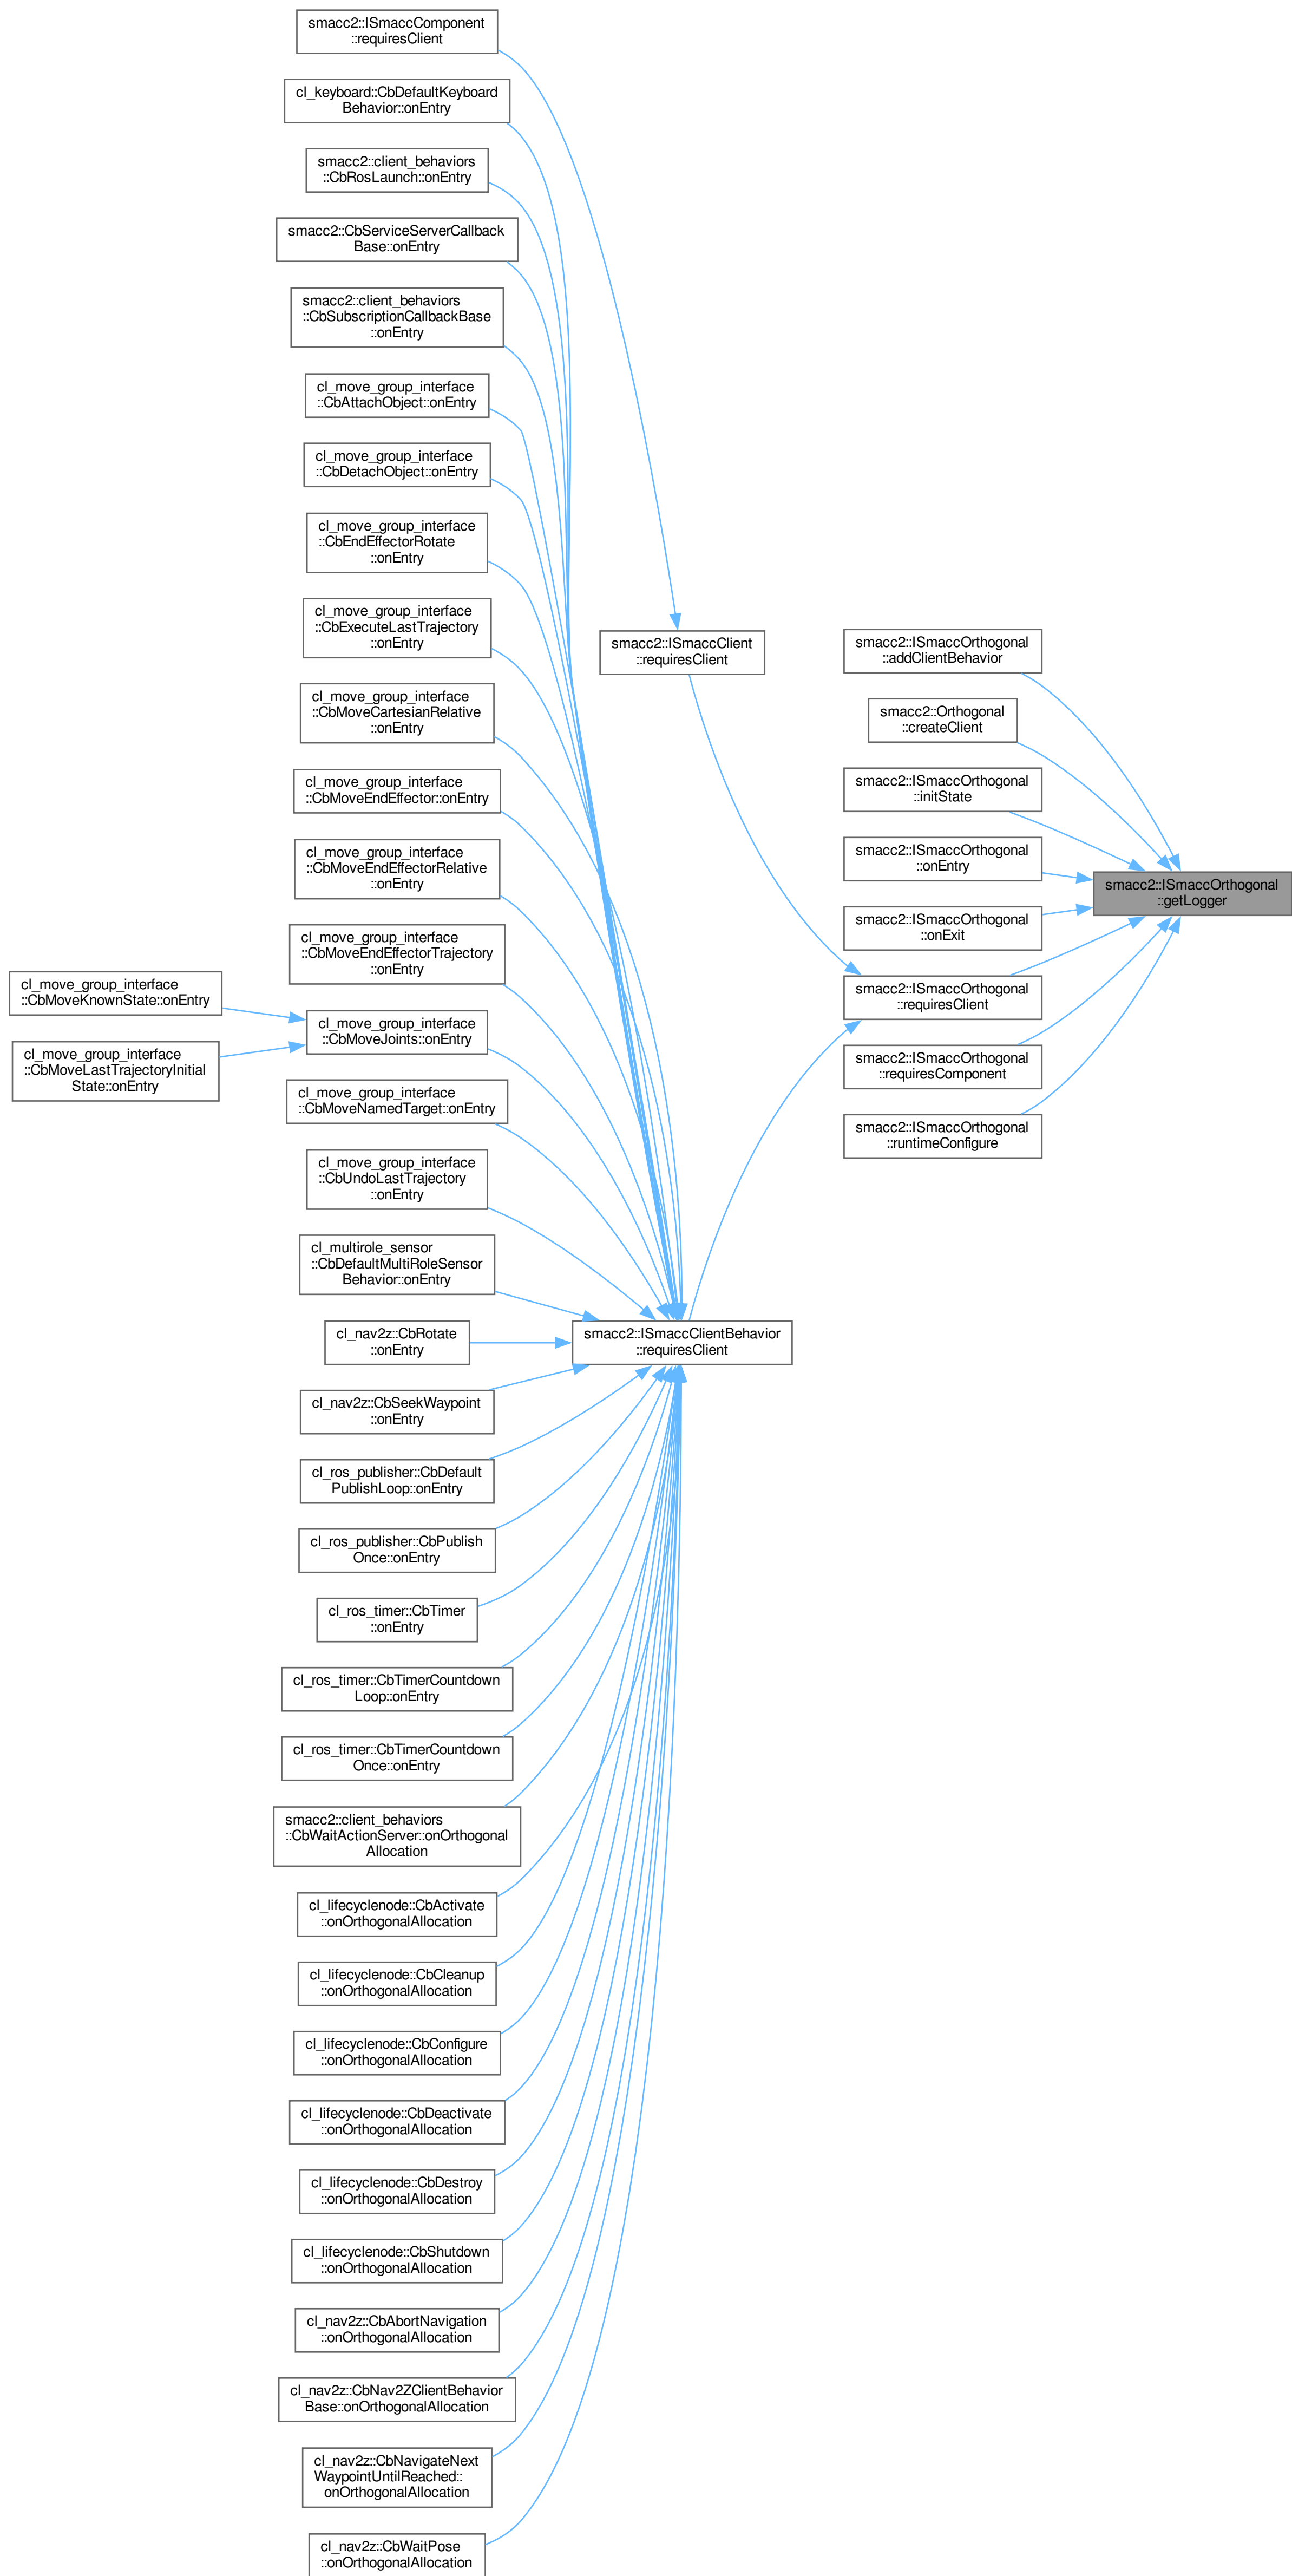 smacc2::ISmaccComponent
::requiresClient
cl_keyboard::CbDefaultKeyboard
Behavior::onEntry
smacc2::client_behaviors
::CbRosLaunch::onEntry
smacc2::CbServiceServerCallback
Base::onEntry
smacc2::client_behaviors
::CbSubscriptionCallbackBase
::onEntry
cl_move_group_interface
::CbAttachObject::onEntry
cl_move_group_interface
::CbDetachObject::onEntry
cl_move_group_interface
::CbEndEffectorRotate
::onEntry
cl_move_group_interface
::CbExecuteLastTrajectory
::onEntry
cl_move_group_interface
::CbMoveCartesianRelative
::onEntry
cl_move_group_interface
::CbMoveEndEffector::onEntry
cl_move_group_interface
::CbMoveEndEffectorRelative
::onEntry
cl_move_group_interface
::CbMoveEndEffectorTrajectory
::onEntry
cl_move_group_interface
::CbMoveKnownState::onEntry
cl_move_group_interface
::CbMoveLastTrajectoryInitial
State::onEntry
cl_move_group_interface
::CbMoveJoints::onEntry
cl_move_group_interface
::CbMoveNamedTarget::onEntry
cl_move_group_interface
::CbUndoLastTrajectory
::onEntry
cl_multirole_sensor
::CbDefaultMultiRoleSensor
Behavior::onEntry
cl_nav2z::CbRotate
::onEntry
cl_nav2z::CbSeekWaypoint
::onEntry
cl_ros_publisher::CbDefault
PublishLoop::onEntry
cl_ros_publisher::CbPublish
Once::onEntry
cl_ros_timer::CbTimer
::onEntry
cl_ros_timer::CbTimerCountdown
Loop::onEntry
cl_ros_timer::CbTimerCountdown
Once::onEntry
smacc2::client_behaviors
::CbWaitActionServer::onOrthogonal
Allocation
cl_lifecyclenode::CbActivate
::onOrthogonalAllocation
cl_lifecyclenode::CbCleanup
::onOrthogonalAllocation
cl_lifecyclenode::CbConfigure
::onOrthogonalAllocation
cl_lifecyclenode::CbDeactivate
::onOrthogonalAllocation
cl_lifecyclenode::CbDestroy
::onOrthogonalAllocation
cl_lifecyclenode::CbShutdown
::onOrthogonalAllocation
cl_nav2z::CbAbortNavigation
::onOrthogonalAllocation
cl_nav2z::CbNav2ZClientBehavior
Base::onOrthogonalAllocation
cl_nav2z::CbNavigateNext
WaypointUntilReached::
onOrthogonalAllocation
cl_nav2z::CbWaitPose
::onOrthogonalAllocation
smacc2::ISmaccClient
::requiresClient
smacc2::ISmaccClientBehavior
::requiresClient
smacc2::ISmaccOrthogonal
::addClientBehavior
smacc2::Orthogonal
::createClient
smacc2::ISmaccOrthogonal
::initState
smacc2::ISmaccOrthogonal
::onEntry
smacc2::ISmaccOrthogonal
::onExit
smacc2::ISmaccOrthogonal
::requiresClient
smacc2::ISmaccOrthogonal
::requiresComponent
smacc2::ISmaccOrthogonal
::runtimeConfigure
smacc2::ISmaccOrthogonal
::getLogger